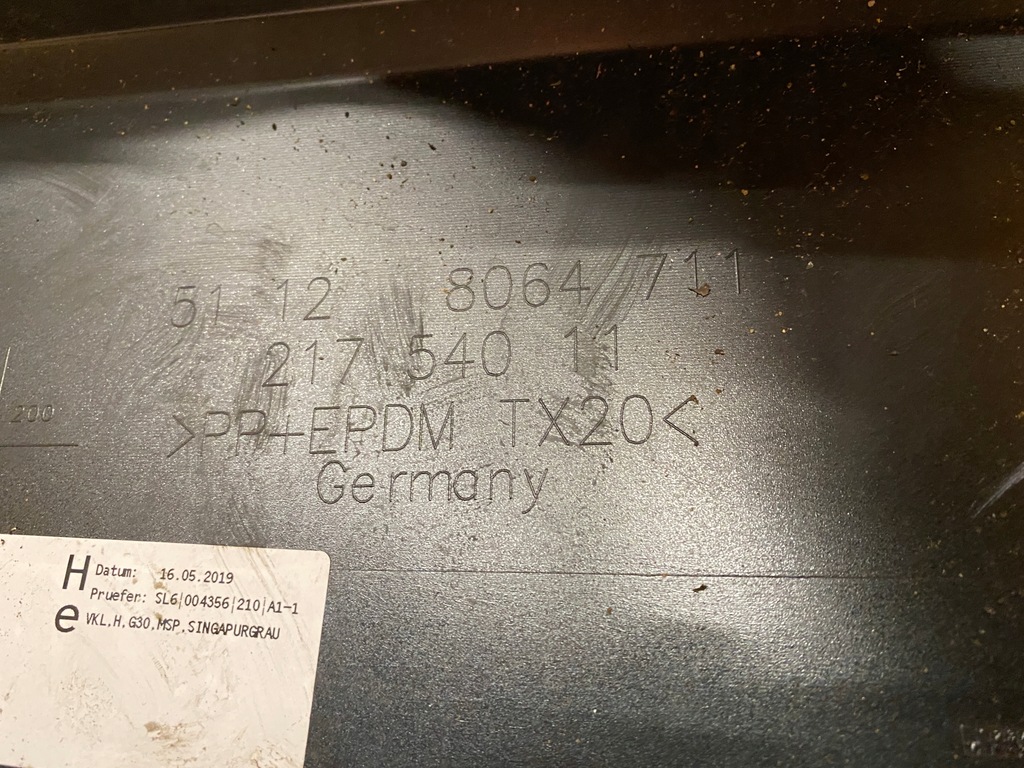 51 12 8064 711
217 540 11
>PP+EPDM TX20<
Germany
200
H Datum: 16.05.2019
Pruefer: SL6|004356|210|A1-1
e VKL.H.G30.MSP.SINGAPURGRAU